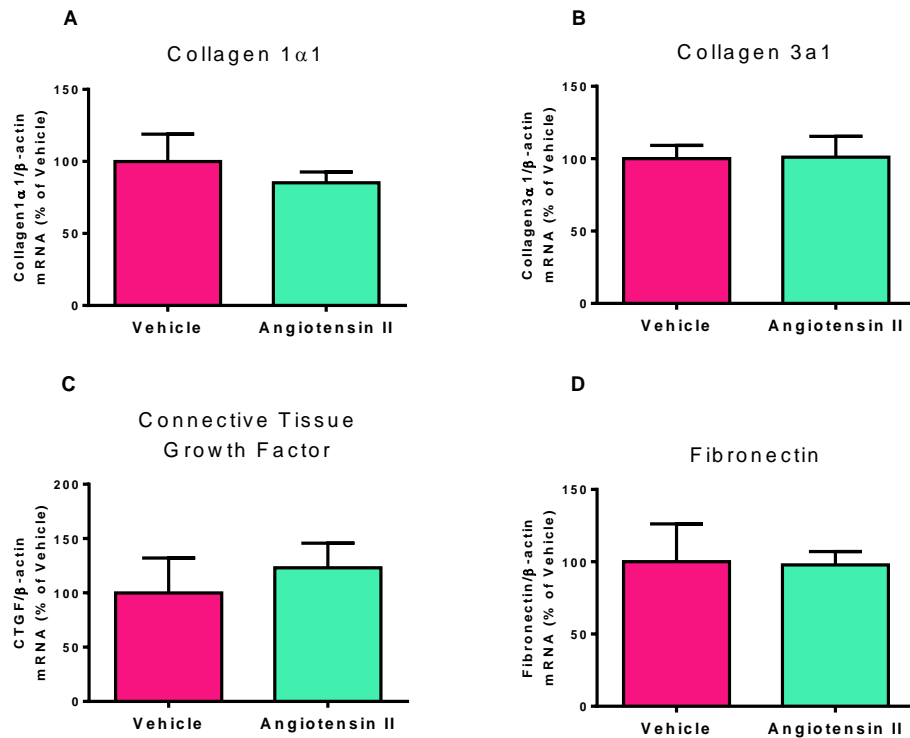 A
Collagen 1α1
Collagen1α1/β-actin
mRNA (% of Vehicle)
150
100
50
0
Vehicle Angiotensin II
B
Collagen 3a1
Collagen3α1/β-actin
mRNA (% of Vehicle)
150
100
50
0
Vehicle Angiotensin II
C
Connective Tissue
Growth Factor
CTGF/β-actin
mRNA (% of Vehicle)
200
150
100
50
0
Vehicle Angiotensin II
D
Fibronectin
Fibronectin/β-actin
mRNA (% of Vehicle)
150
100
50
0
Vehicle Angiotensin II